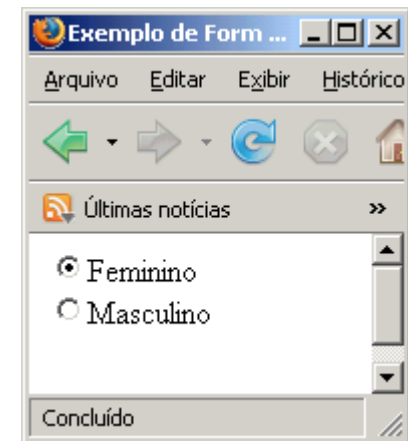 Exemplo de Form ...
Arquivo Editar Exibir Histórico
Últimas notícias »
Feminino
Masculino
Concluído